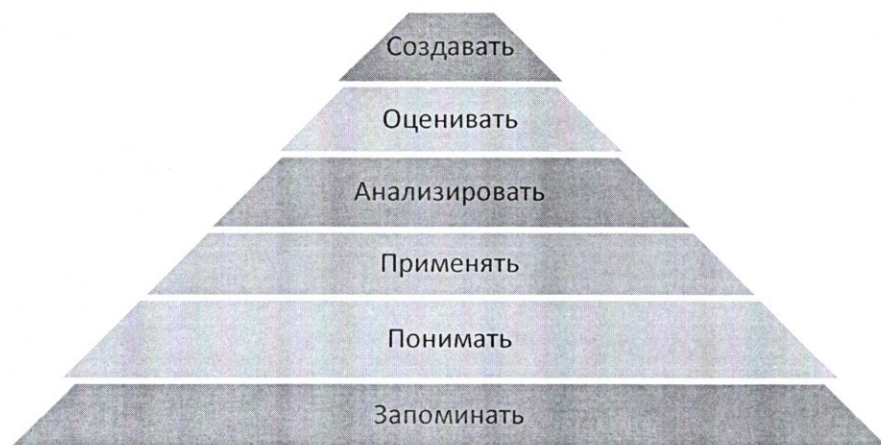 Создавать
Оценивать
Анализировать
Применять
Понимать
Запоминать